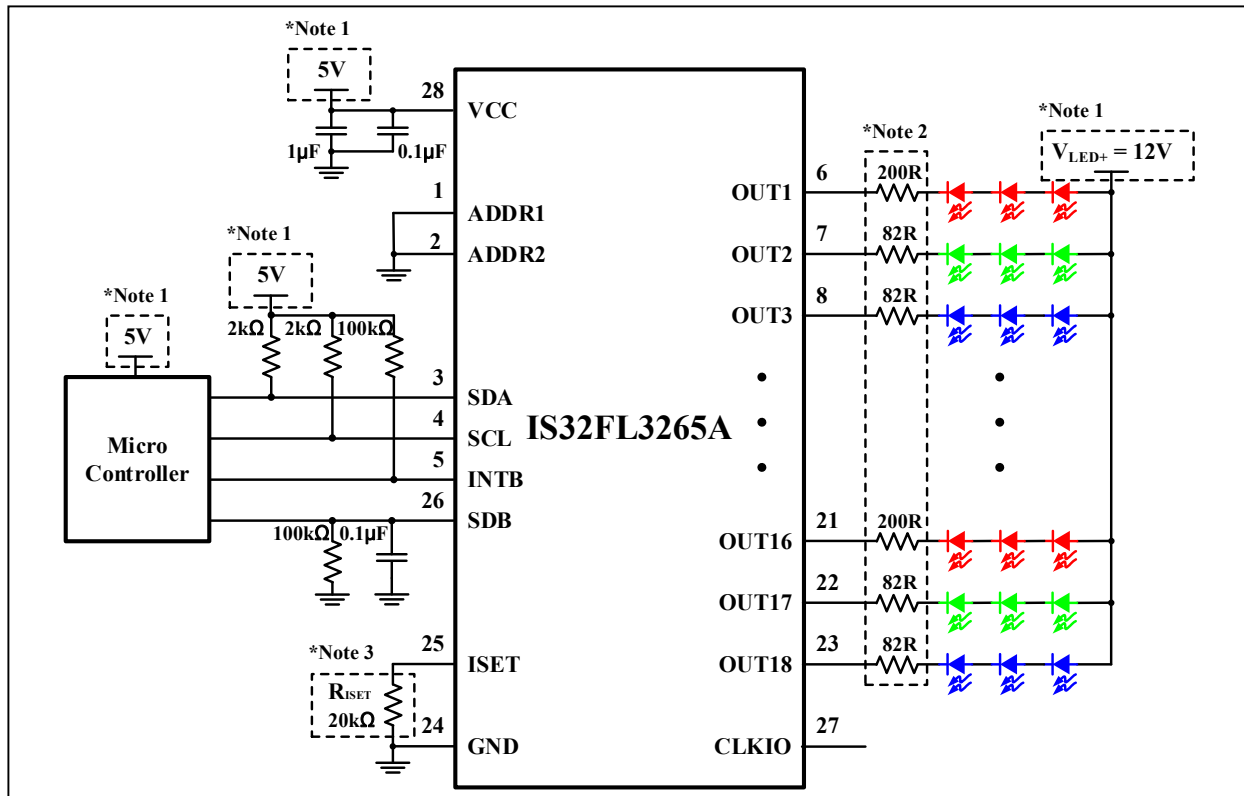 *Note 1
5V
28
VCC
1µF
0.1µF
1
ADDR1
2
ADDR2
*Note 1
5V
*Note 1
5V
2kΩ
2kΩ
100kΩ
Micro
Controller
3
SDA
4
SCL
5
INTB
26
SDB
100kΩ
0.1µF
*Note 3
RISET
20kΩ
25
ISET
24
GND
IS32FL3265A
*Note 2
*Note 1
VLED+ = 12V
OUT1
6
200R
OUT2
7
82R
OUT3
8
82R
OUT16
21
200R
OUT17
22
82R
OUT18
23
82R
CLKIO
27